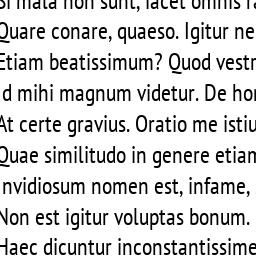 Si mala non sunt, iacet omnis ra
Quare conare, quaeso. Igitur ne
Etiam beatissimum? Quod vestr
Id mihi magnum videtur. De hor
At certe gravius. Oratio me istiu
Quae similitudo in genere etiam
Invidiosum nomen est, infame,
Non est igitur voluptas bonum.
Haec dicuntur inconstantissime